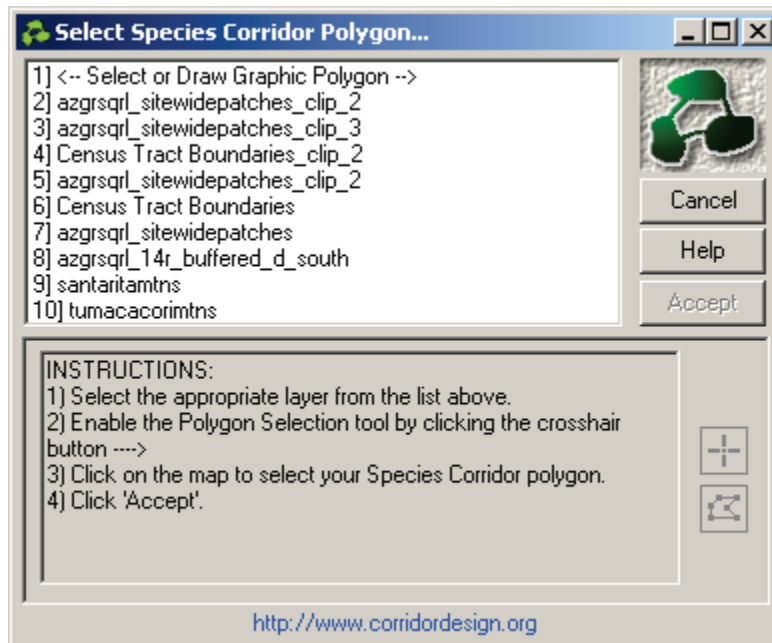 Select Species Corridor Polygon...
1] <-- Select or Draw Graphic Polygon -->
2] azgrsqrl_sitewidepatches_clip_2
3] azgrsqrl_sitewidepatches_clip_3
4] Census Tract Boundaries_clip_2
5] azgrsqrl_sitewidepatches_clip_2
6] Census Tract Boundaries
7] azgrsqrl_sitewidepatches
8] azgrsqrl_14r_buffered_d_south
9] santaritamtns
10] tumacacorimtns
Cancel
Help
Accept
INSTRUCTIONS:
1) Select the appropriate layer from the list above.
2) Enable the Polygon Selection tool by clicking the crosshair
button ---->
3) Click on the map to select your Species Corridor polygon.
4) Click 'Accept'.
http://www.corridordesign.org